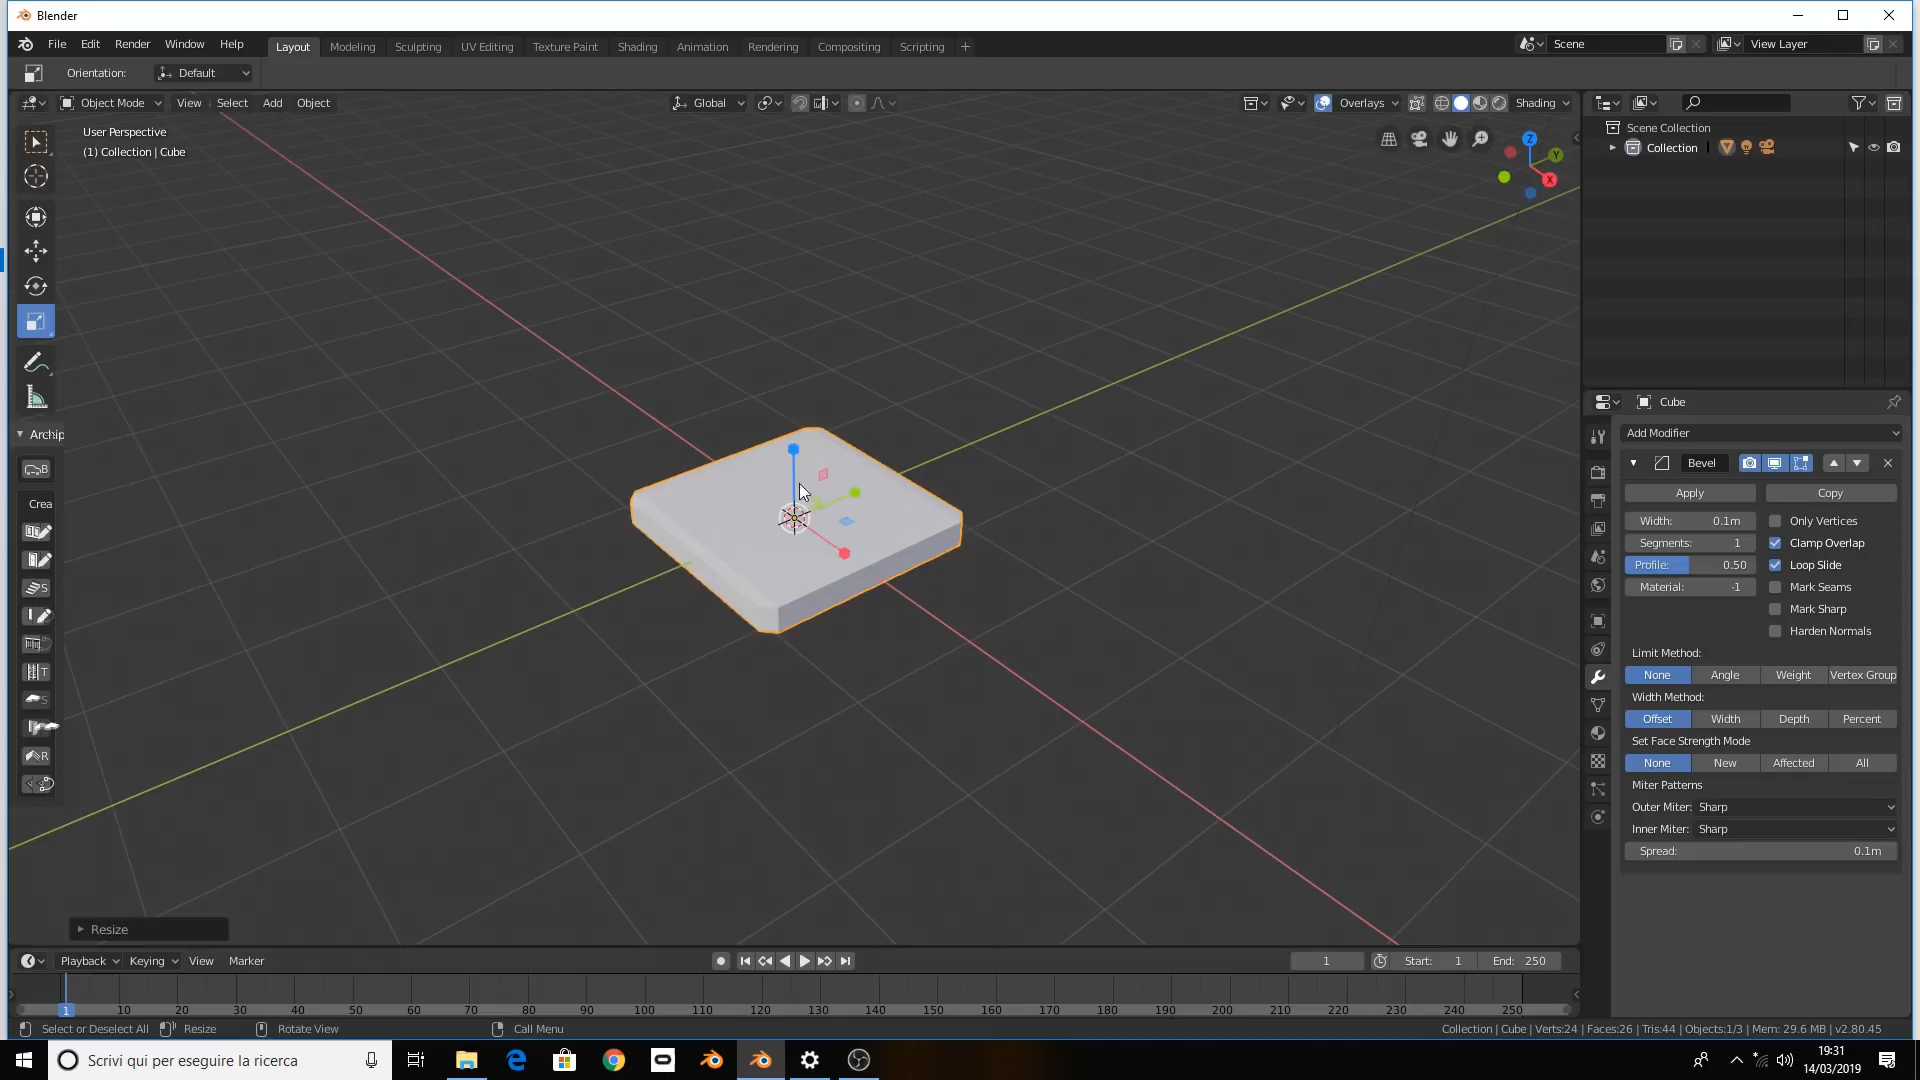 Blender
File Edit Render Window Help
Layout Modeling Sculpting UV Editing Texture Paint Shading Animation Rendering Compositing Scripting +
Scene
View Layer
Orientation: Default
Object Mode View Select Add Object
Global
Overlays
Shading
User Perspective
(1) Collection | Cube
Z
Y
X
Scene Collection
Collection
Archip
B
Crea
S
T
S
R
Cube
Add Modifier
Bevel
Apply
Copy
Width: 0.1m
Only Vertices
Segments: 1
Clamp Overlap
Profile: 0.50
Loop Slide
Material: -1
Mark Seams
Mark Sharp
Harden Normals
Limit Method:
None Angle Weight Vertex Group
Width Method:
Offset Width Depth Percent
Set Face Strength Mode
None New Affected All
Miter Patterns
Outer Miter: Sharp
Inner Miter: Sharp
Spread: 0.1m
Resize
Playback Keying View Marker
1
Start: 1
End: 250
1 10 20 30 40 50 60 70 80 90 100 110 120 130 140 150 160 170 180 190 200 210 220 230 240 250
Select or Deselect All Resize Rotate View Call Menu
Collection | Cube | Verts:24 | Faces:26 | Tris:44 | Objects:1/3 | Mem: 29.6 MB | v2.80.45
Scrivi qui per eseguire la ricerca
19:31
14/03/2019